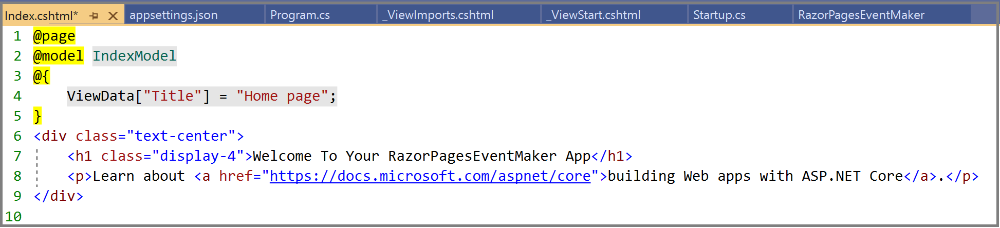 Index.cshtml* appsettings.json Program.cs _ViewImports.cshtml _ViewStart.cshtml Startup.cs RazorPagesEventMaker
1 @page
2 @model IndexModel
3 @{
4     ViewData["Title"] = "Home page";
5 }
6 <div class="text-center">
7     <h1 class="display-4">Welcome To Your RazorPagesEventMaker App</h1>
8     <p>Learn about <a href="https://docs.microsoft.com/aspnet/core">building Web apps with ASP.NET Core</a>.</p>
9 </div>
10